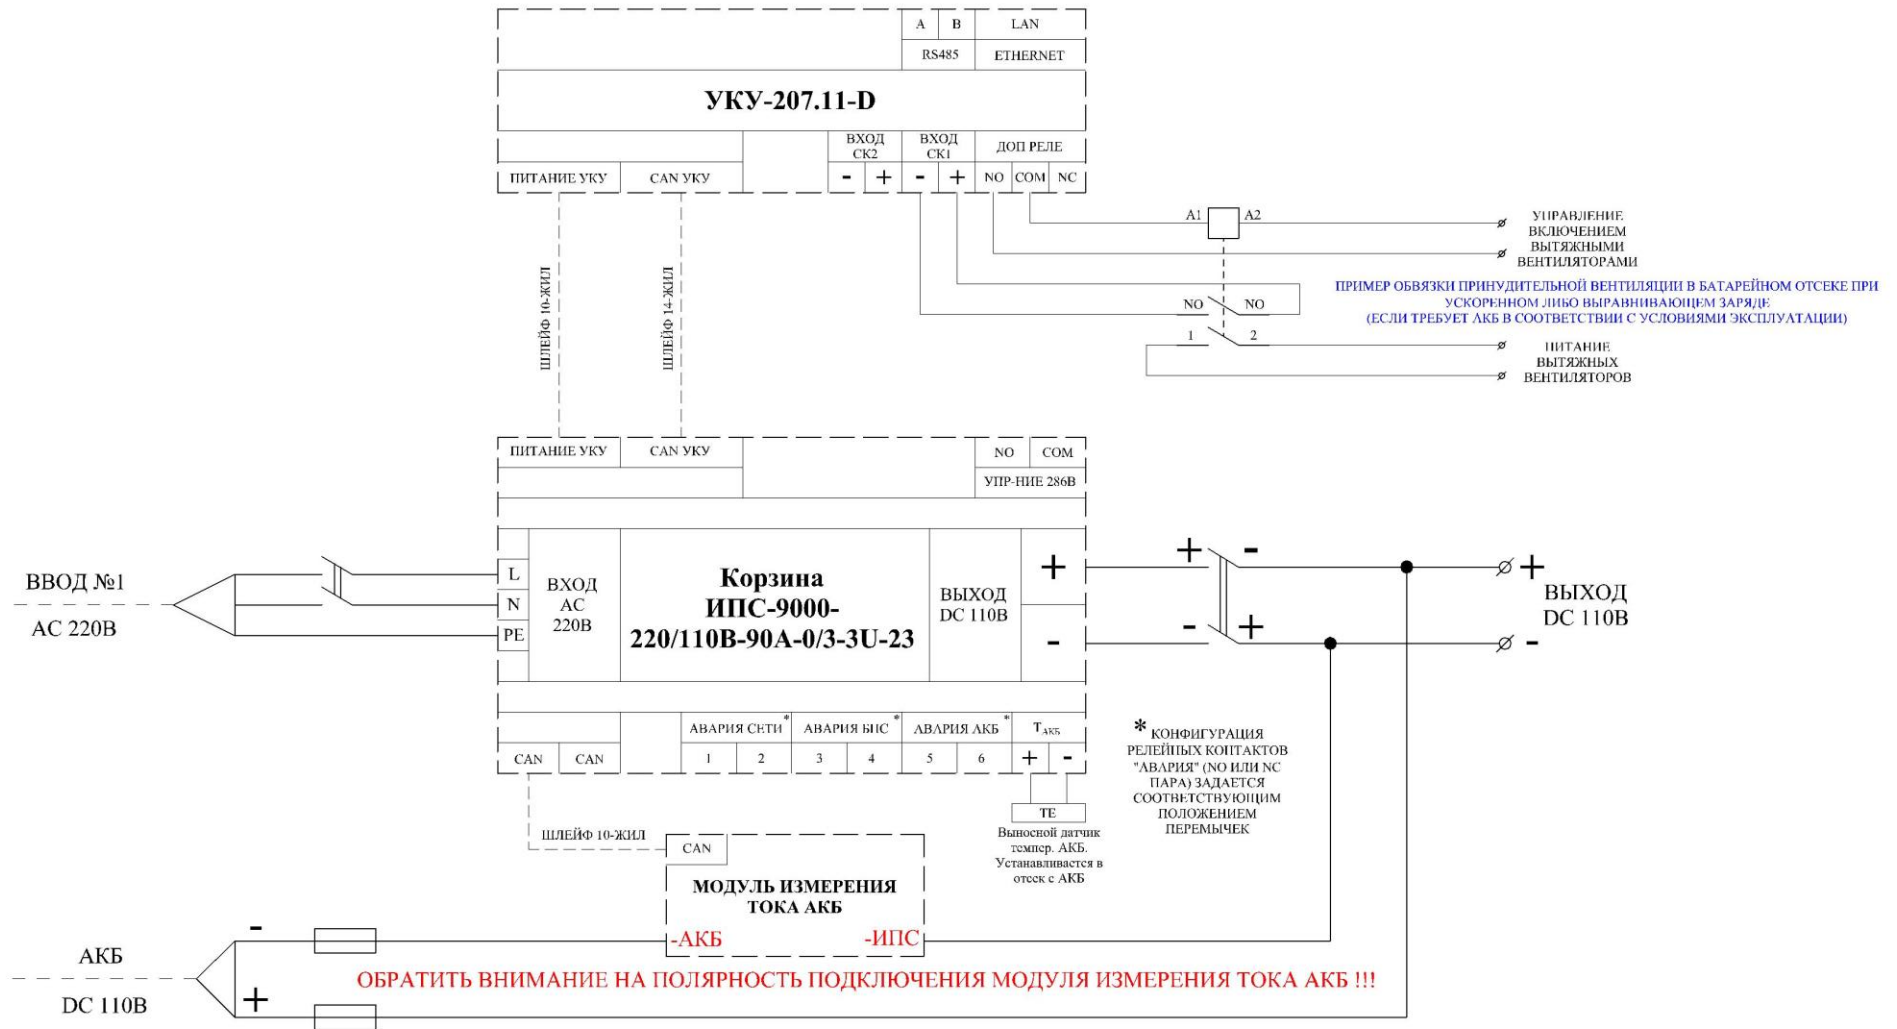 A B LAN
RS485 ETHERNET
УКУ-207.11-D
ВХОД СК2
ВХОД СК1
ДОП РЕЛЕ
ПИТАНИЕ УКУ CAN УКУ - + - + NO COM NC
ШЛЕЙФ 10-ЖИЛ
ШЛЕЙФ 14-ЖИЛ
A1 A2
УПРАВЛЕНИЕ
ВКЛЮЧЕНИЕМ
ВЫТЯЖНЫМИ
ВЕНТИЛЯТОРАМИ
ПРИМЕР ОБВЯЗКИ ПРИНУДИТЕЛЬНОЙ ВЕНТИЛЯЦИИ В БАТАРЕЙНОМ ОТСЕКЕ ПРИ
УСКОРЕННОМ ЛИБО ВЫРАВНИВАЮЩЕМ ЗАРЯДЕ
(ЕСЛИ ТРЕБУЕТ АКБ В СООТВЕТСТВИИ С УСЛОВИЯМИ ЭКСПЛУАТАЦИИ)
NO NO
1 2
ПИТАНИЕ
ВЫТЯЖНЫХ
ВЕНТИЛЯТОРОВ
ПИТАНИЕ УКУ CAN УКУ NO COM
УПР-НИЕ 286В
ВВОД №1
АС 220В
L
N
PE
ВХОД
АС
220В
Корзина
ИПС-9000-
220/110В-90А-0/3-3U-23
ВЫХОД
DC 110В
+
-
+ -
- +
+
-
ВЫХОД
DC 110В
АВАРИЯ СЕТИ* АВАРИЯ БПС* АВАРИЯ АКБ* Т АКБ
CAN CAN 1 2 3 4 5 6 + -
* КОНФИГУРАЦИЯ
РЕЛЕЙНЫХ КОНТАКТОВ
"АВАРИЯ" (NO ИЛИ NC
ПАРА) ЗАДАЕТСЯ
СООТВЕТСТВУЮЩИМ
ПОЛОЖЕНИЕМ
ПЕРЕМЫЧЕК
TE
Выносной датчик
темпер. АКБ.
Устанавливается в
отсек с АКБ
ШЛЕЙФ 10-ЖИЛ
CAN
МОДУЛЬ ИЗМЕРЕНИЯ
ТОКА АКБ
-АКБ -ИПС
АКБ
DC 110В
-
+
ОБРАТИТЬ ВНИМАНИЕ НА ПОЛЯРНОСТЬ ПОДКЛЮЧЕНИЯ МОДУЛЯ ИЗМЕРЕНИЯ ТОКА АКБ !!!